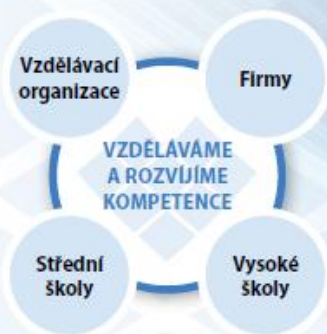 Vzdělávací
organizace
Firmy
VZDĚLÁVÁME
A ROZVÍJÍME
KOMPETENCE
Střední
školy
Vysoké
školy